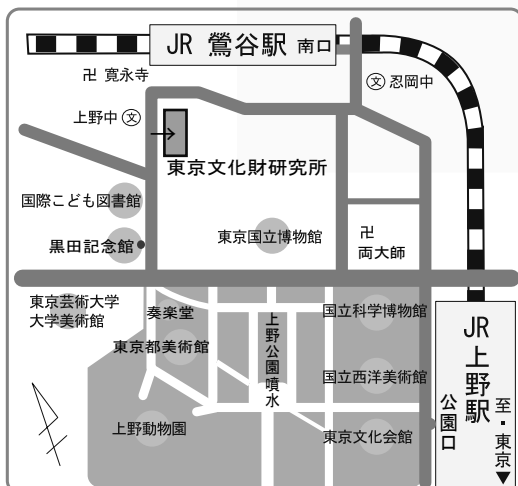 JR 鶯谷駅 南口
卍 寛永寺
文 忍岡中
上野中 文
東京文化財研究所
国際こども図書館
東京国立博物館
卍
両大師
黒田記念館
東京芸術大学
大学美術館
奏楽堂
上野公園噴水
国立科学博物館
東京都美術館
国立西洋美術館
JR上野駅
公園口
至・東京▼
上野動物園
東京文化会館